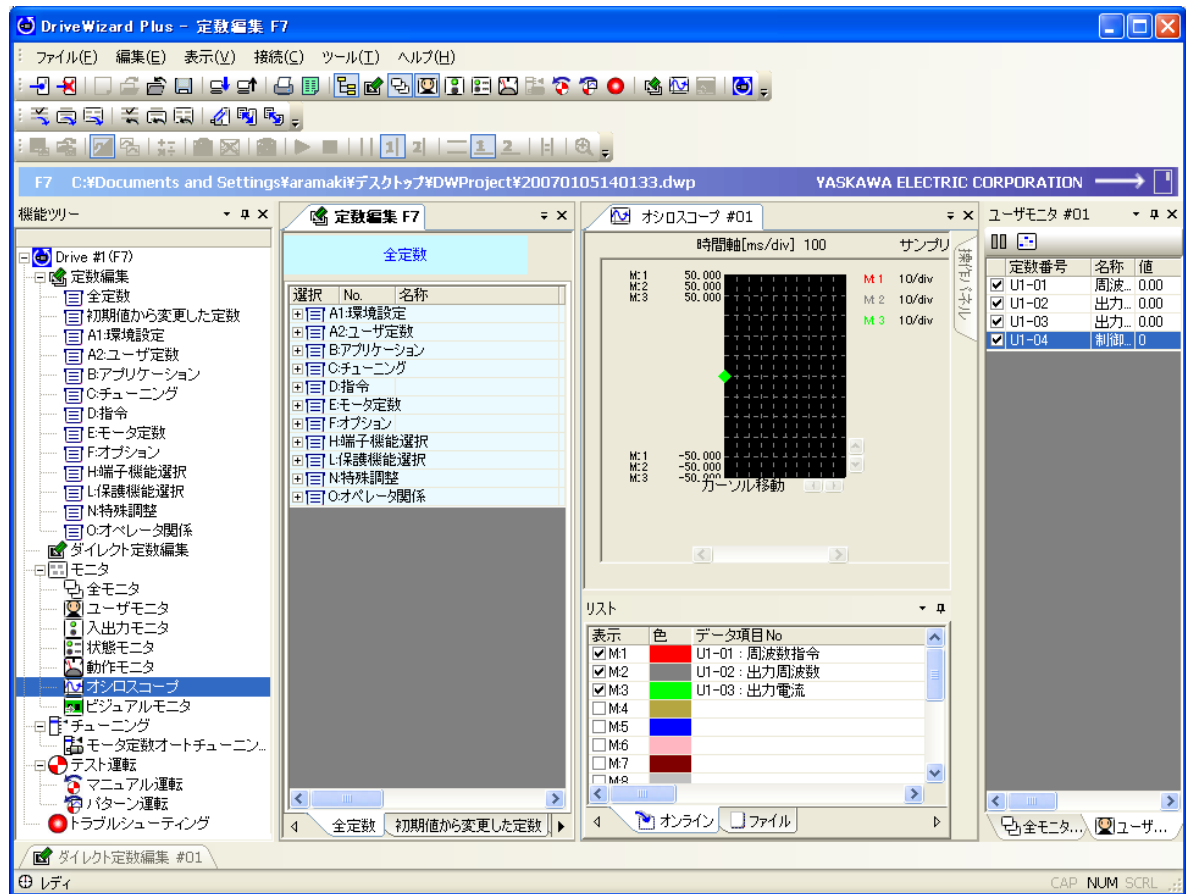 DriveWizard Plus - 定数編集 F7
ファイル(F) 編集(E) 表示(V) 接続(C) ツール(T) ヘルプ(H)
F7 C:¥Documents and Settings¥aramaki¥デスクトップ¥DWProject¥20070105140133.dwp YASKAWA ELECTRIC CORPORATION
機能ツリー
Drive #1(F7)
定数編集
全定数
初期値から変更した定数
A1:環境設定
A2:ユーザ定数
B:アプリケーション
C:チューニング
D:指令
E:モータ定数
F:オプション
H:端子機能選択
L:保護機能選択
N:特殊調整
O:オペレータ関係
ダイレクト定数編集
モニタ
全モニタ
ユーザモニタ
入出力モニタ
状態モニタ
動作モニタ
オシロスコープ
ビジュアルモニタ
チューニング
モータ定数オートチューニン...
テスト運転
マニュアル運転
パターン運転
トラブルシューティング
定数編集 F7
全定数
選択 No. 名称
A1:環境設定
A2:ユーザ定数
B:アプリケーション
C:チューニング
D:指令
E:モータ定数
F:オプション
H:端子機能選択
L:保護機能選択
N:特殊調整
O:オペレータ関係
全定数 初期値から変更した定数
オシロスコープ #01
時間軸[ms/div] 100 サンプリ
操作パネル
M:1 50.000
M:2 50.000
M:3 50.000
M:1 10/div
M:2 10/div
M:3 10/div
M:1 -50.000
M:2 -50.000
M:3 -50.000
カーソル移動
リスト
表示 色 データ項目No
M:1 U1-01：周波数指令
M:2 U1-02：出力周波数
M:3 U1-03：出力電流
M:4
M:5
M:6
M:7
M:8
オンライン ファイル
ユーザモニタ #01
定数番号 名称 値
U1-01 周波... 0.00
U1-02 出力... 0.00
U1-03 出力... 0.00
U1-04 制御... 0
全モニタ... ユーザ...
ダイレクト定数編集 #01
レディ
CAP NUM SCRL